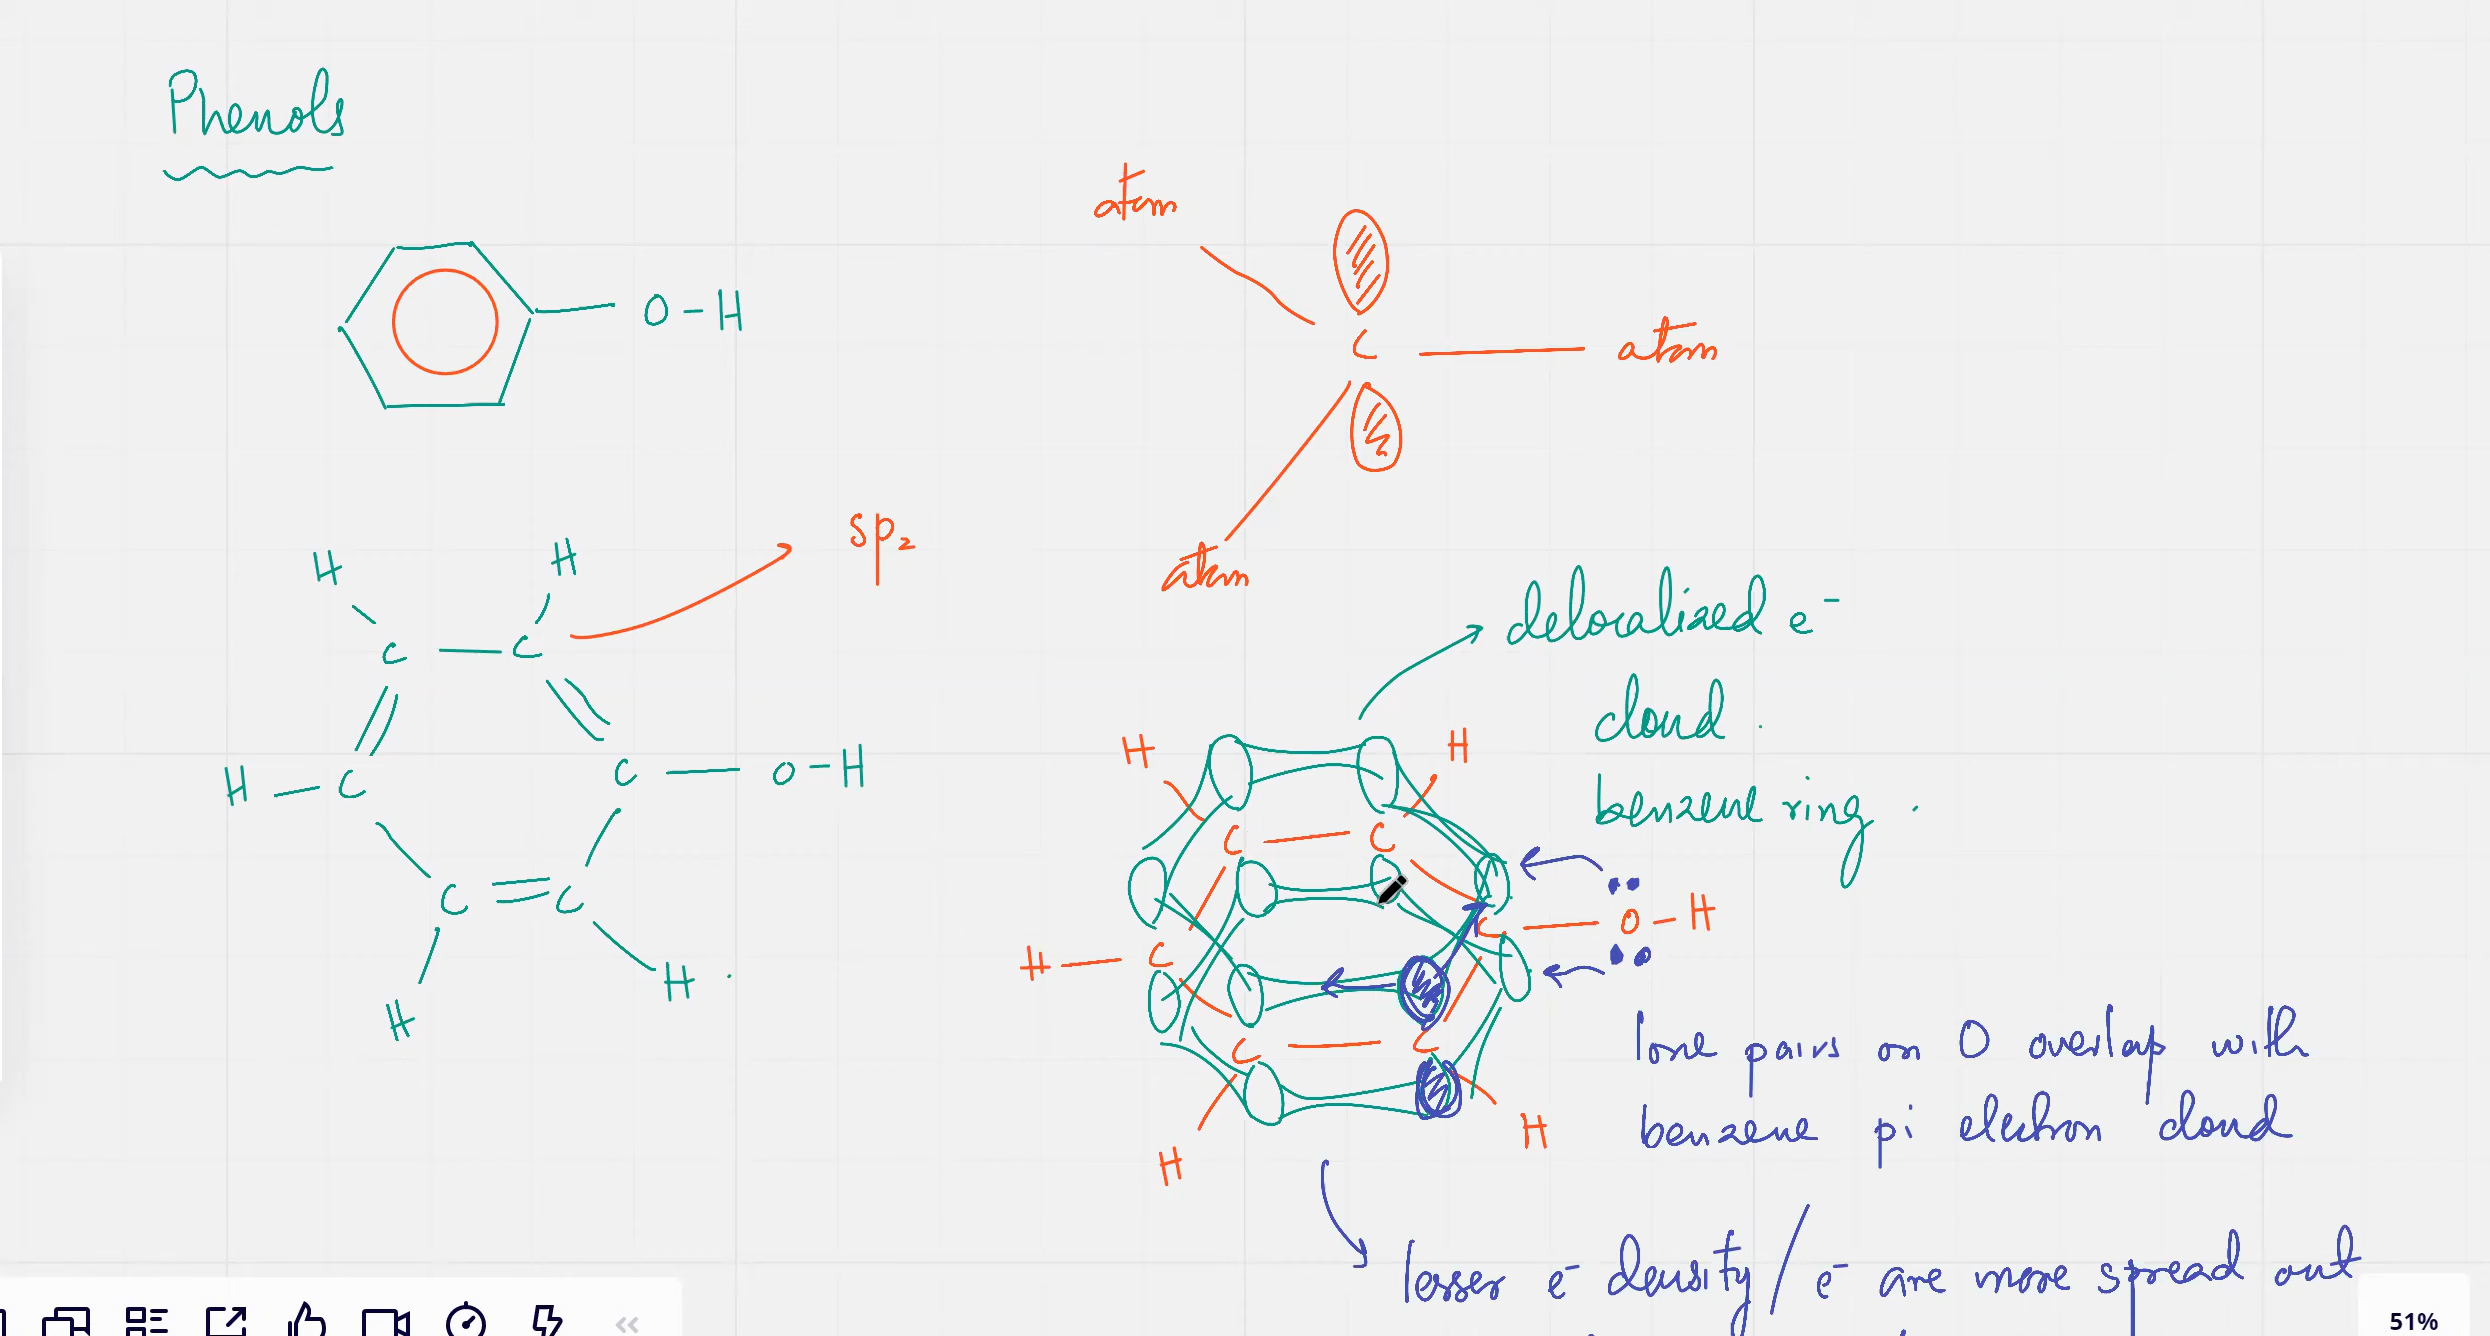 Phenols
O - H
atom
C
atom
atom
sp2
H
H
C
C
H
C
C
O - H
C
C
H
H
delocalized e-
cloud.
benzene ring.
H
H
C
C
C
O - H
H
C
C
C
H
H
lone pairs on O overlap with
benzene pi electron cloud
lesser e- density / e- are more spread out
51%